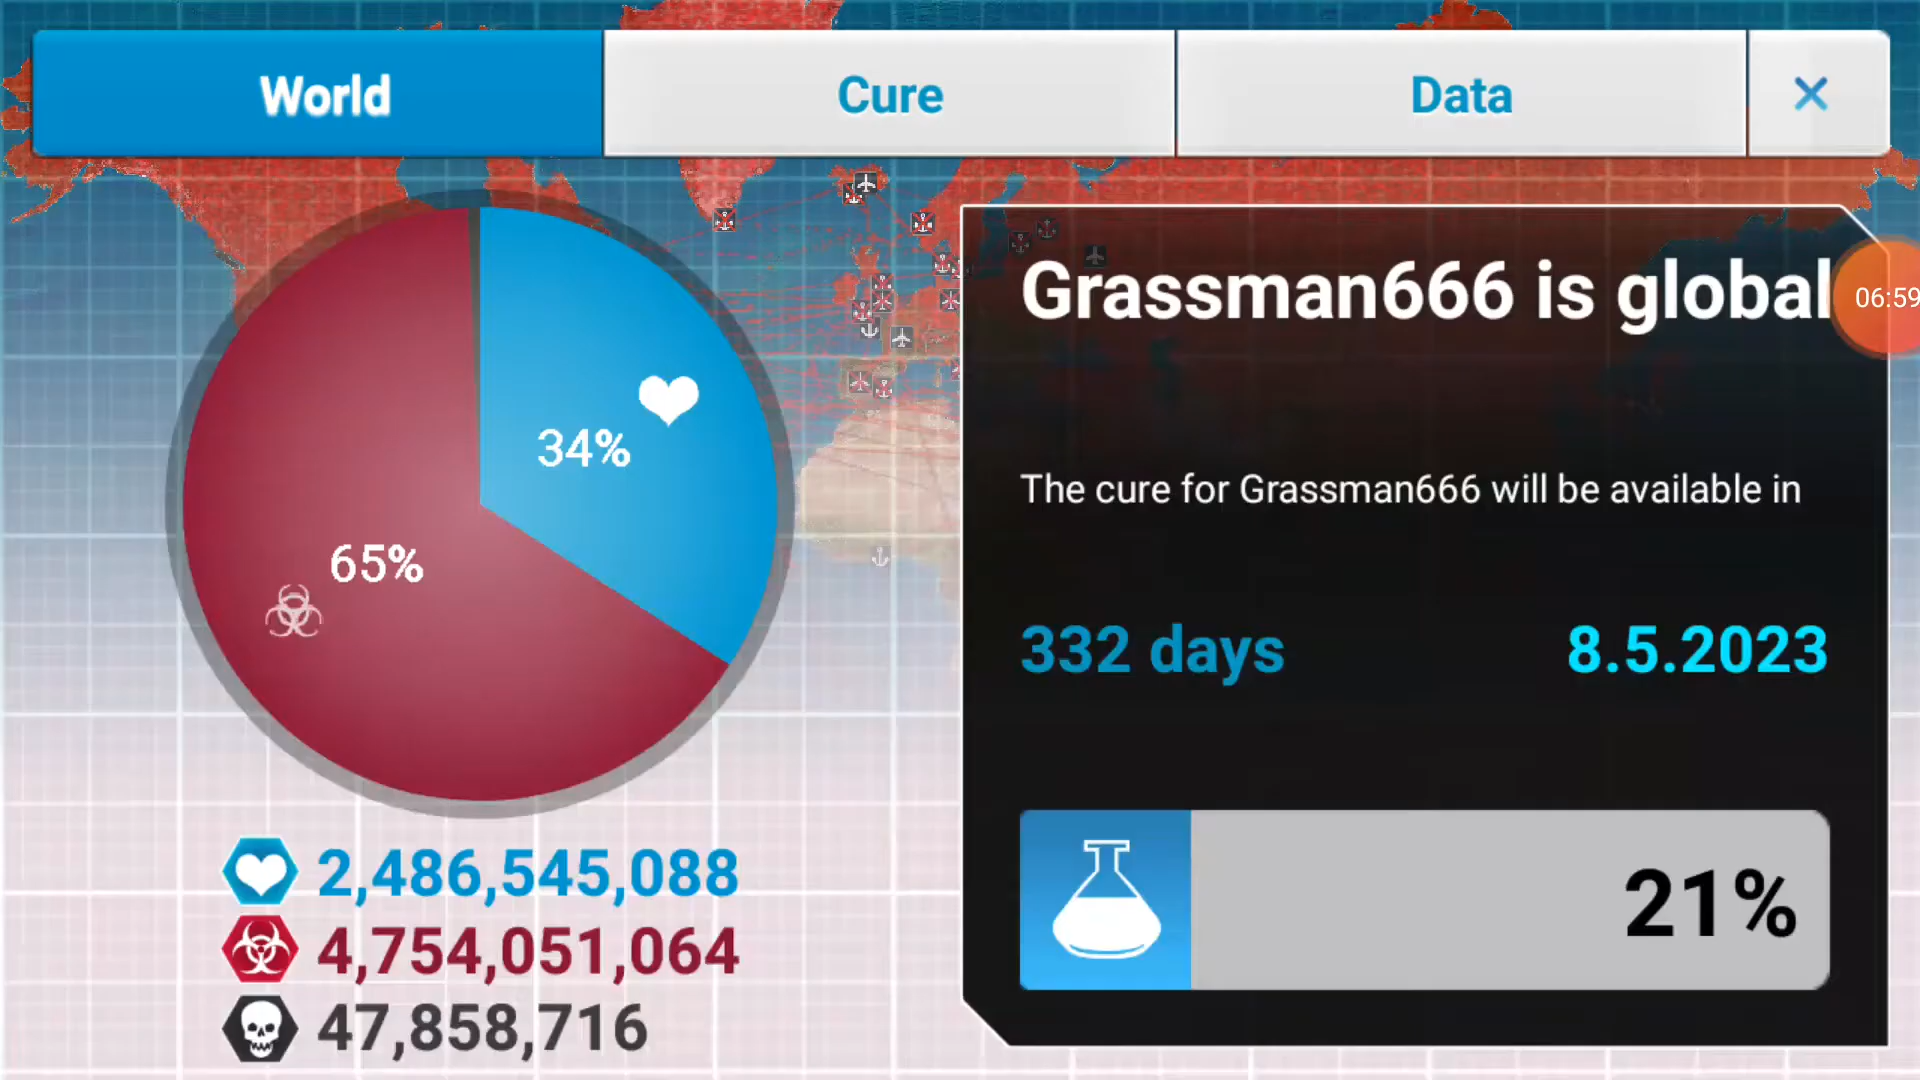 World
Cure
Data
Grassman666 is global
06:59
34%
65%
The cure for Grassman666 will be available in
332 days
8.5.2023
2,486,545,088
4,754,051,064
47,858,716
21%